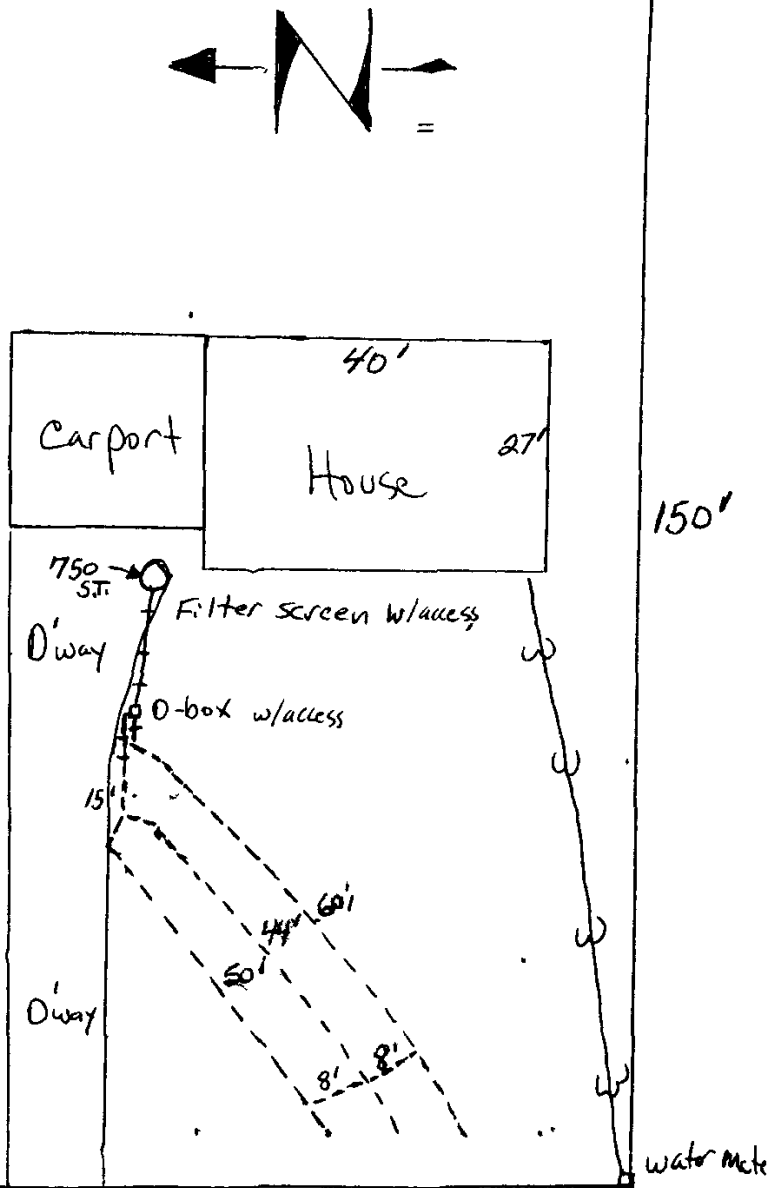 N
=
40'
Carport
House
27'
150'
750
S.T.
Filter screen w/access
D'way
D-box w/access
15'
60'
44'
50'
D'way
8'
8'
W
W
W
W
Water Mete